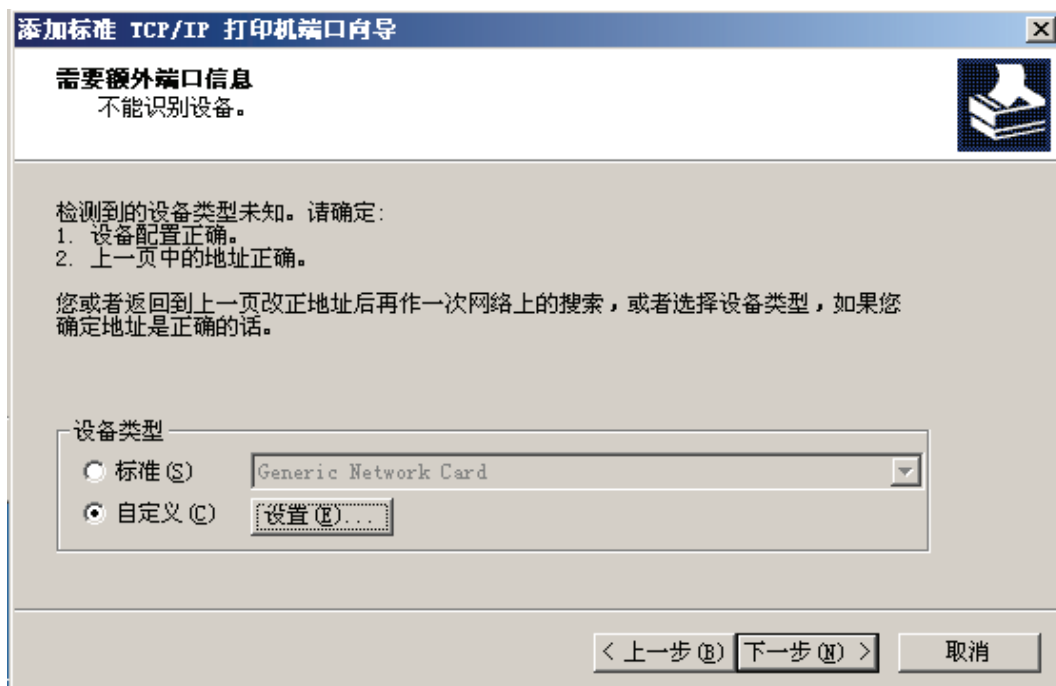 添加标准 TCP/IP 打印机端口向导
需要额外端口信息
不能识别设备。
检测到的设备类型未知。请确定:
1. 设备配置正确。
2. 上一页中的地址正确。
您或者返回到上一页改正地址后再作一次网络上的搜索，或者选择设备类型，如果您
确定地址是正确的话。
设备类型
标准(S)
Generic Network Card
自定义(C)
设置(E)...
< 上一步(B)
下一步(N) >
取消